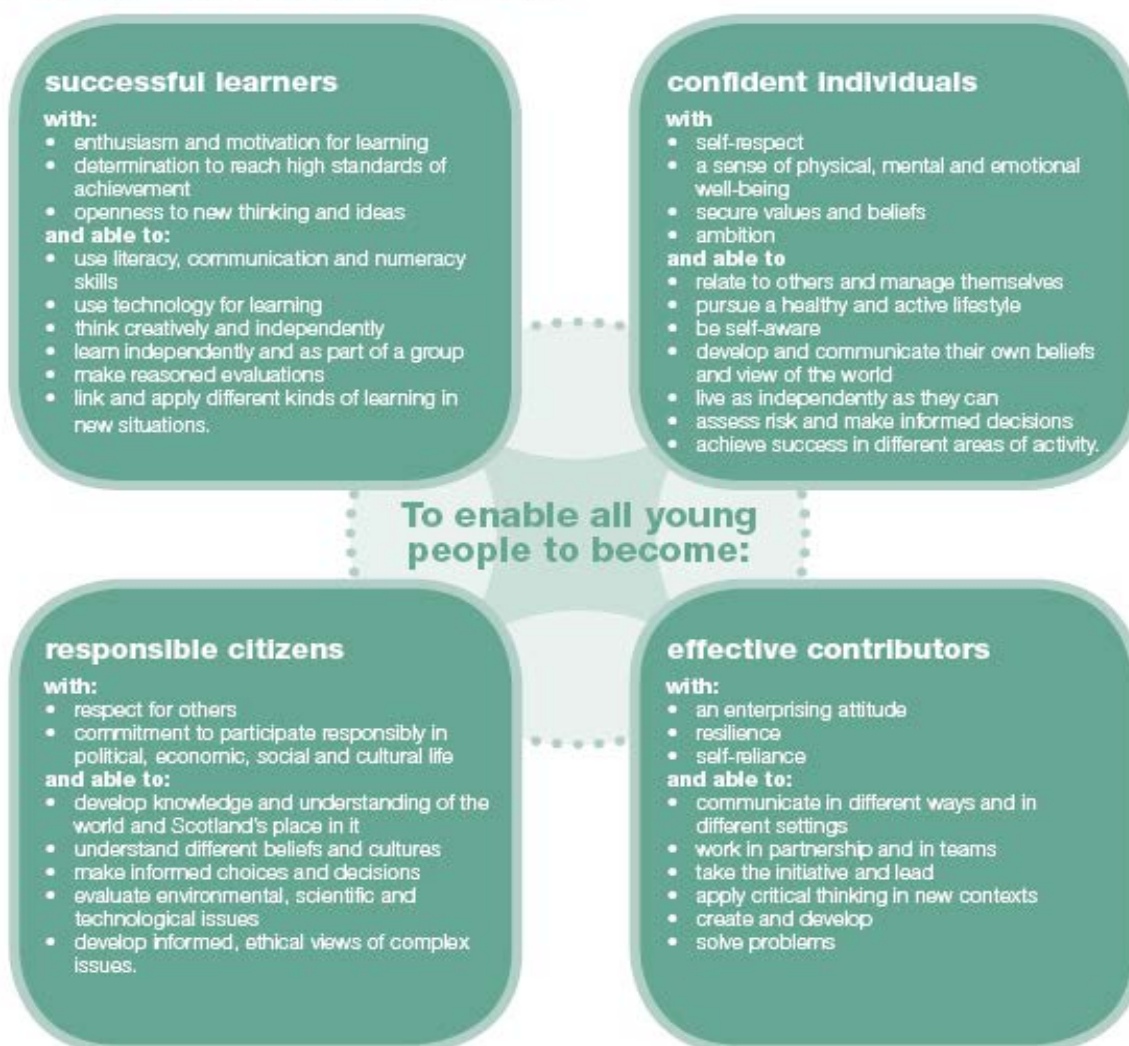 successful learners
with:
• enthusiasm and motivation for learning
• determination to reach high standards of
achievement
• openness to new thinking and ideas
and able to:
• use literacy, communication and numeracy
skills
• use technology for learning
• think creatively and independently
• learn independently and as part of a group
• make reasoned evaluations
• link and apply different kinds of learning in
new situations.
confident individuals
with
• self-respect
• a sense of physical, mental and emotional
well-being
• secure values and beliefs
• ambition
and able to
• relate to others and manage themselves
• pursue a healthy and active lifestyle
• be self-aware
• develop and communicate their own beliefs
and view of the world
• live as independently as they can
• assess risk and make informed decisions
• achieve success in different areas of activity.
To enable all young
people to become:
responsible citizens
with:
• respect for others
• commitment to participate responsibly in
political, economic, social and cultural life
and able to:
• develop knowledge and understanding of the
world and Scotland's place in it
• understand different beliefs and cultures
• make informed choices and decisions
• evaluate environmental, scientific and
technological issues
• develop informed, ethical views of complex
issues.
effective contributors
with:
• an enterprising attitude
• resilience
• self-reliance
and able to:
• communicate in different ways and in
different settings
• work in partnership and in teams
• take the initiative and lead
• apply critical thinking in new contexts
• create and develop
• solve problems